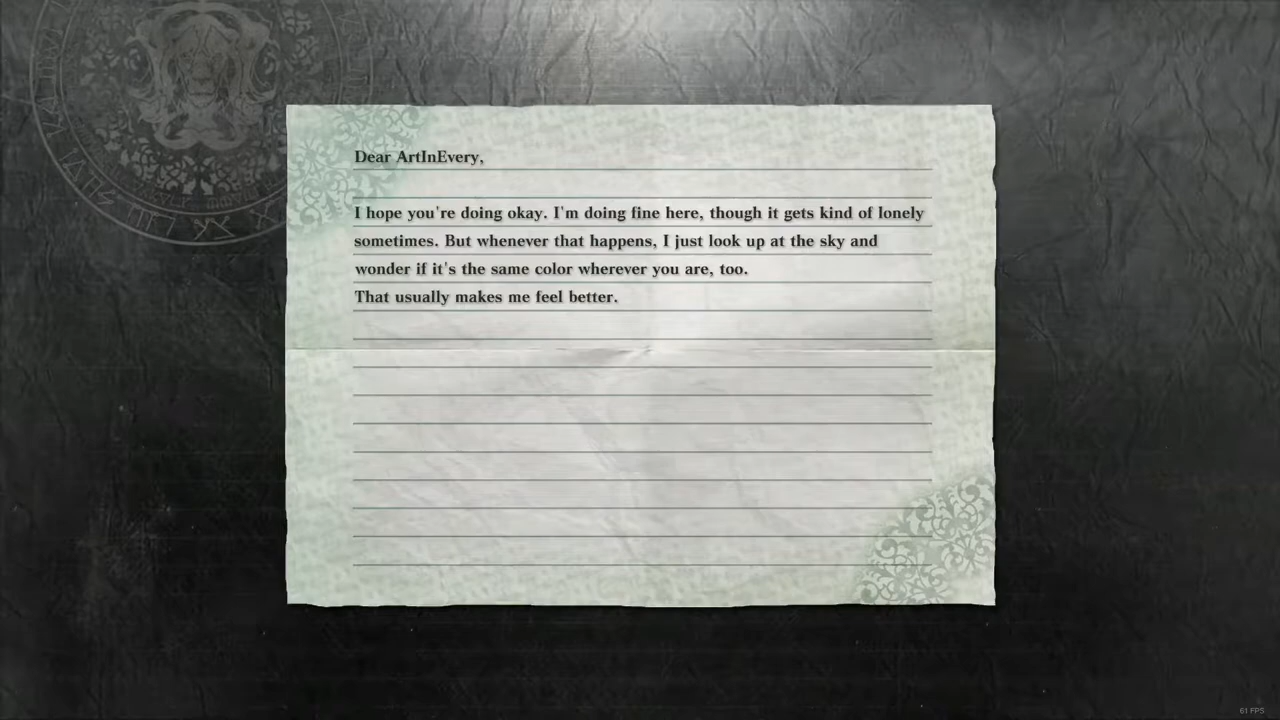 Dear ArtInEvery,
I hope you're doing okay. I'm doing fine here, though it gets kind of lonely
sometimes. But whenever that happens, I just look up at the sky and
wonder if it's the same color wherever you are, too.
That usually makes me feel better.
61 FPS